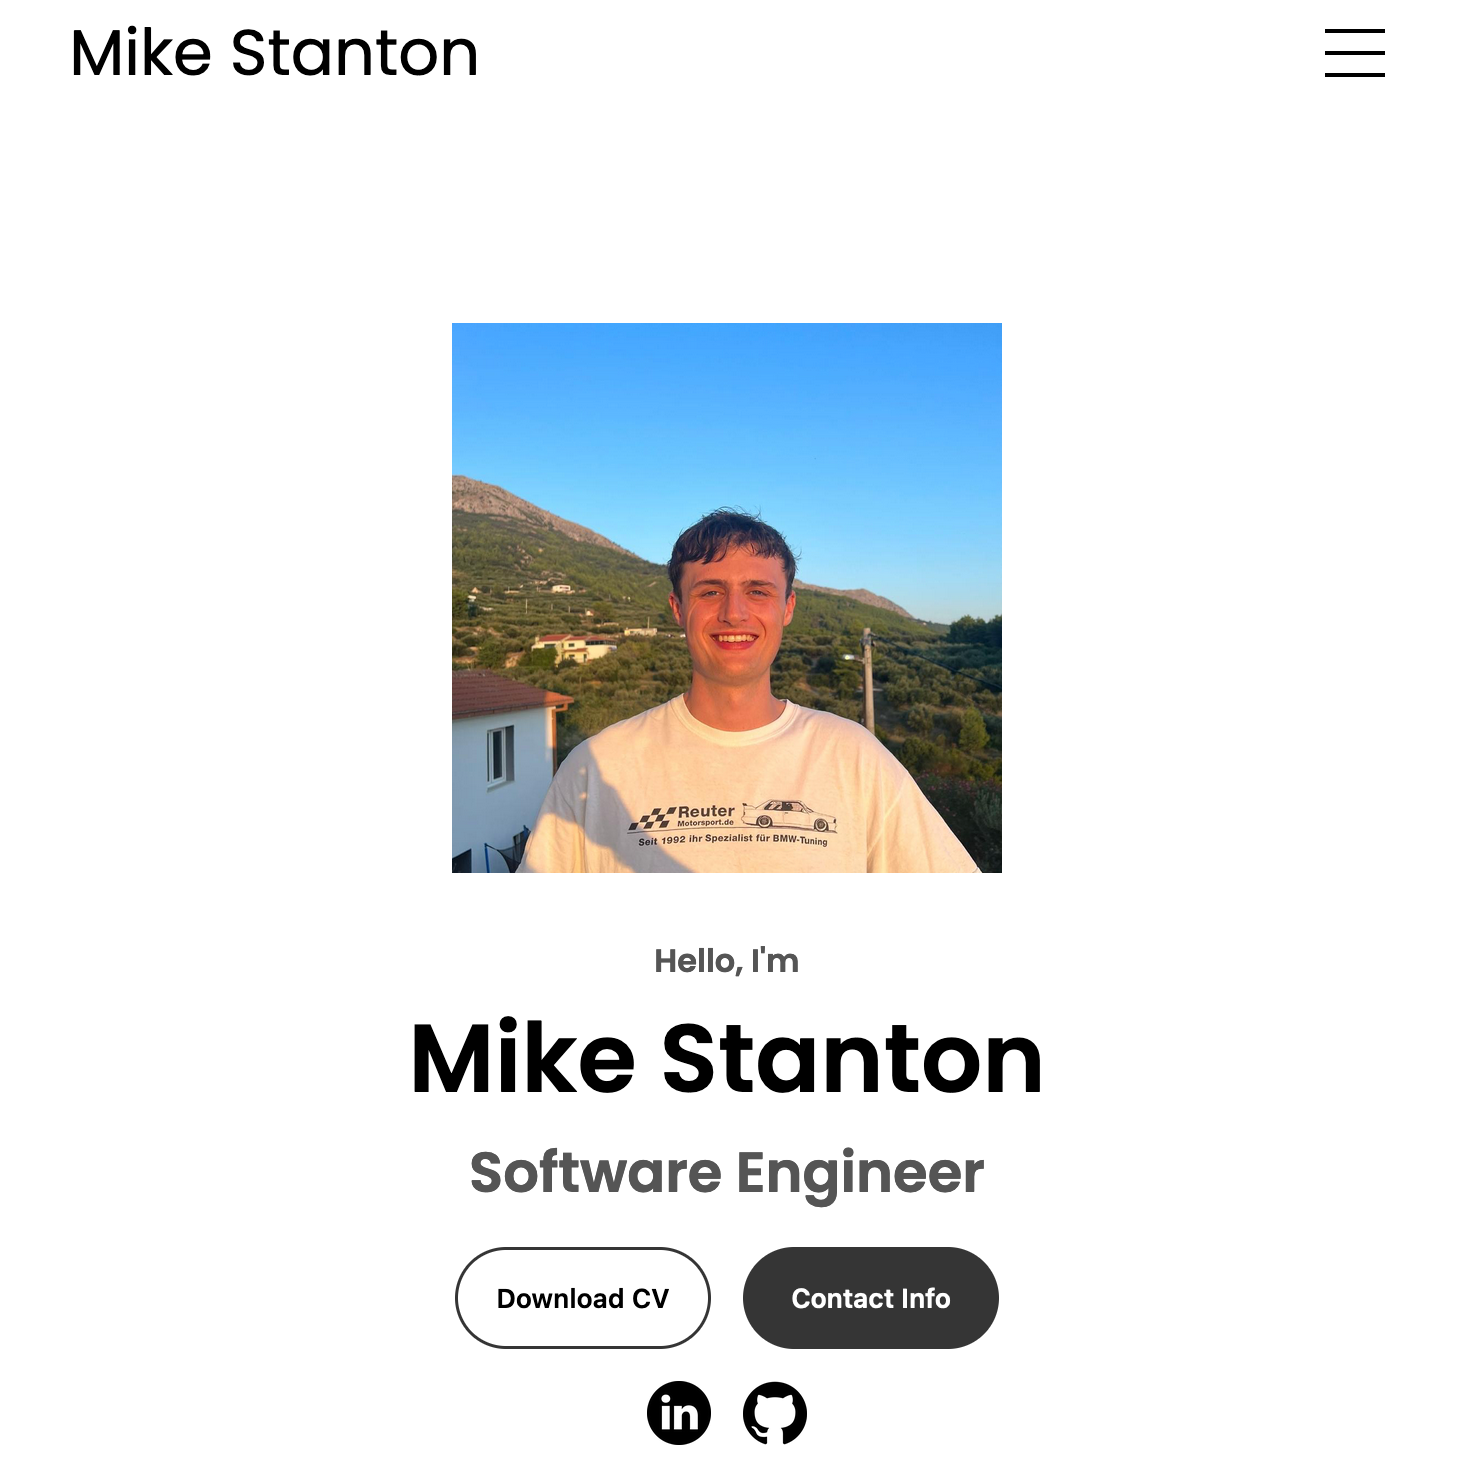 Mike Stanton
Reuter
Motorsport.de
Seit 1992 ihr Spezialist für BMW-Tuning
Hello, I'm
Mike Stanton
Software Engineer
Download CV
Contact Info
in